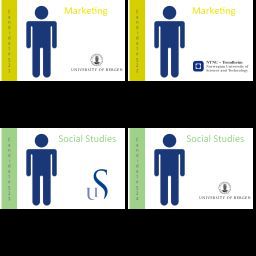 Marketing
UNIVERSITY OF BERGEN
Marketing
NTNU – Trondheim
Norwegian University of
Science and Technology
Social Studies
uS
Social Studies
UNIVERSITY OF BERGEN